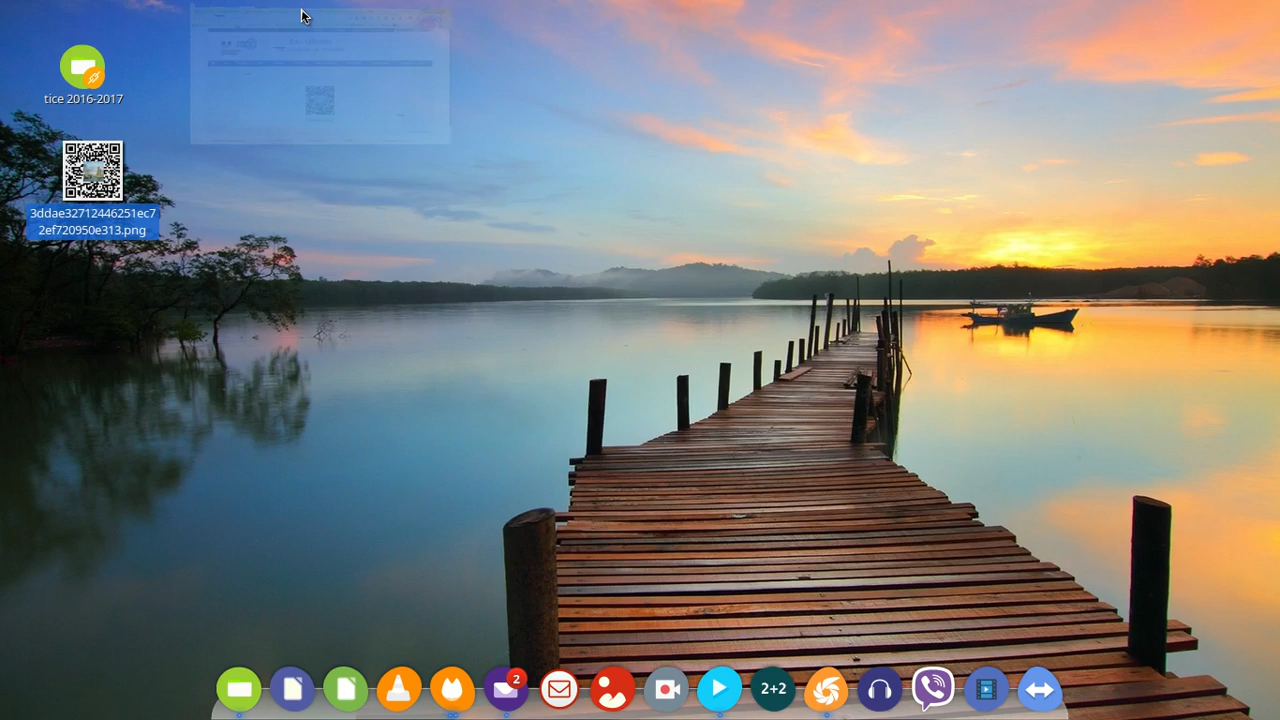 tice 2016-2017
3ddae32712446251ec7
2ef720950e313.png
2
2+2